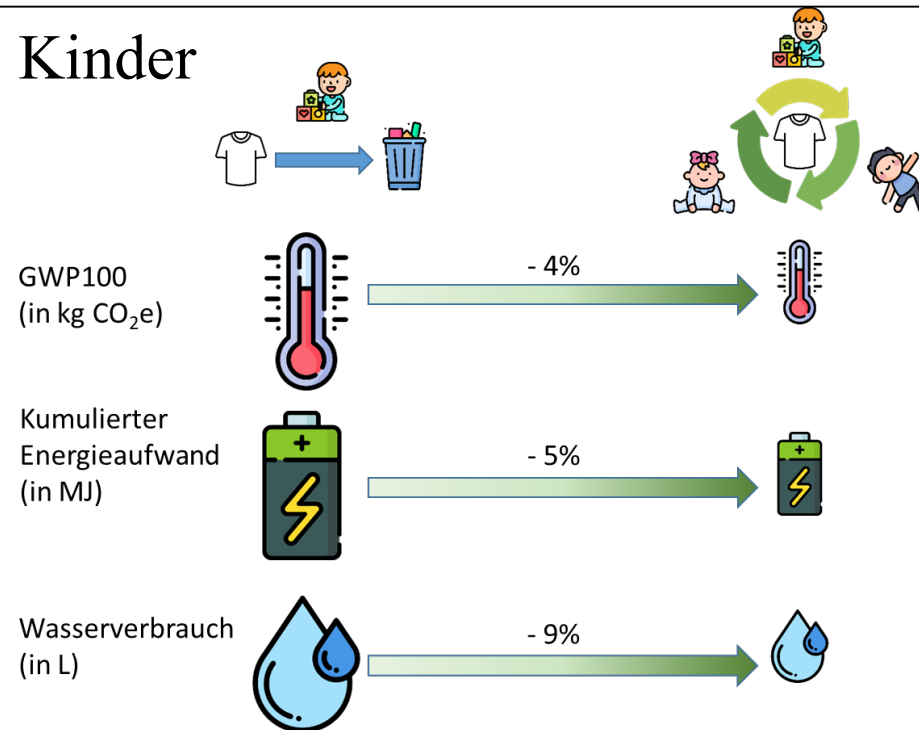 Kinder
GWP100
(in kg CO₂e)
- 4%
Kumulierter
Energieaufwand
(in MJ)
- 5%
Wasserverbrauch
(in L)
- 9%